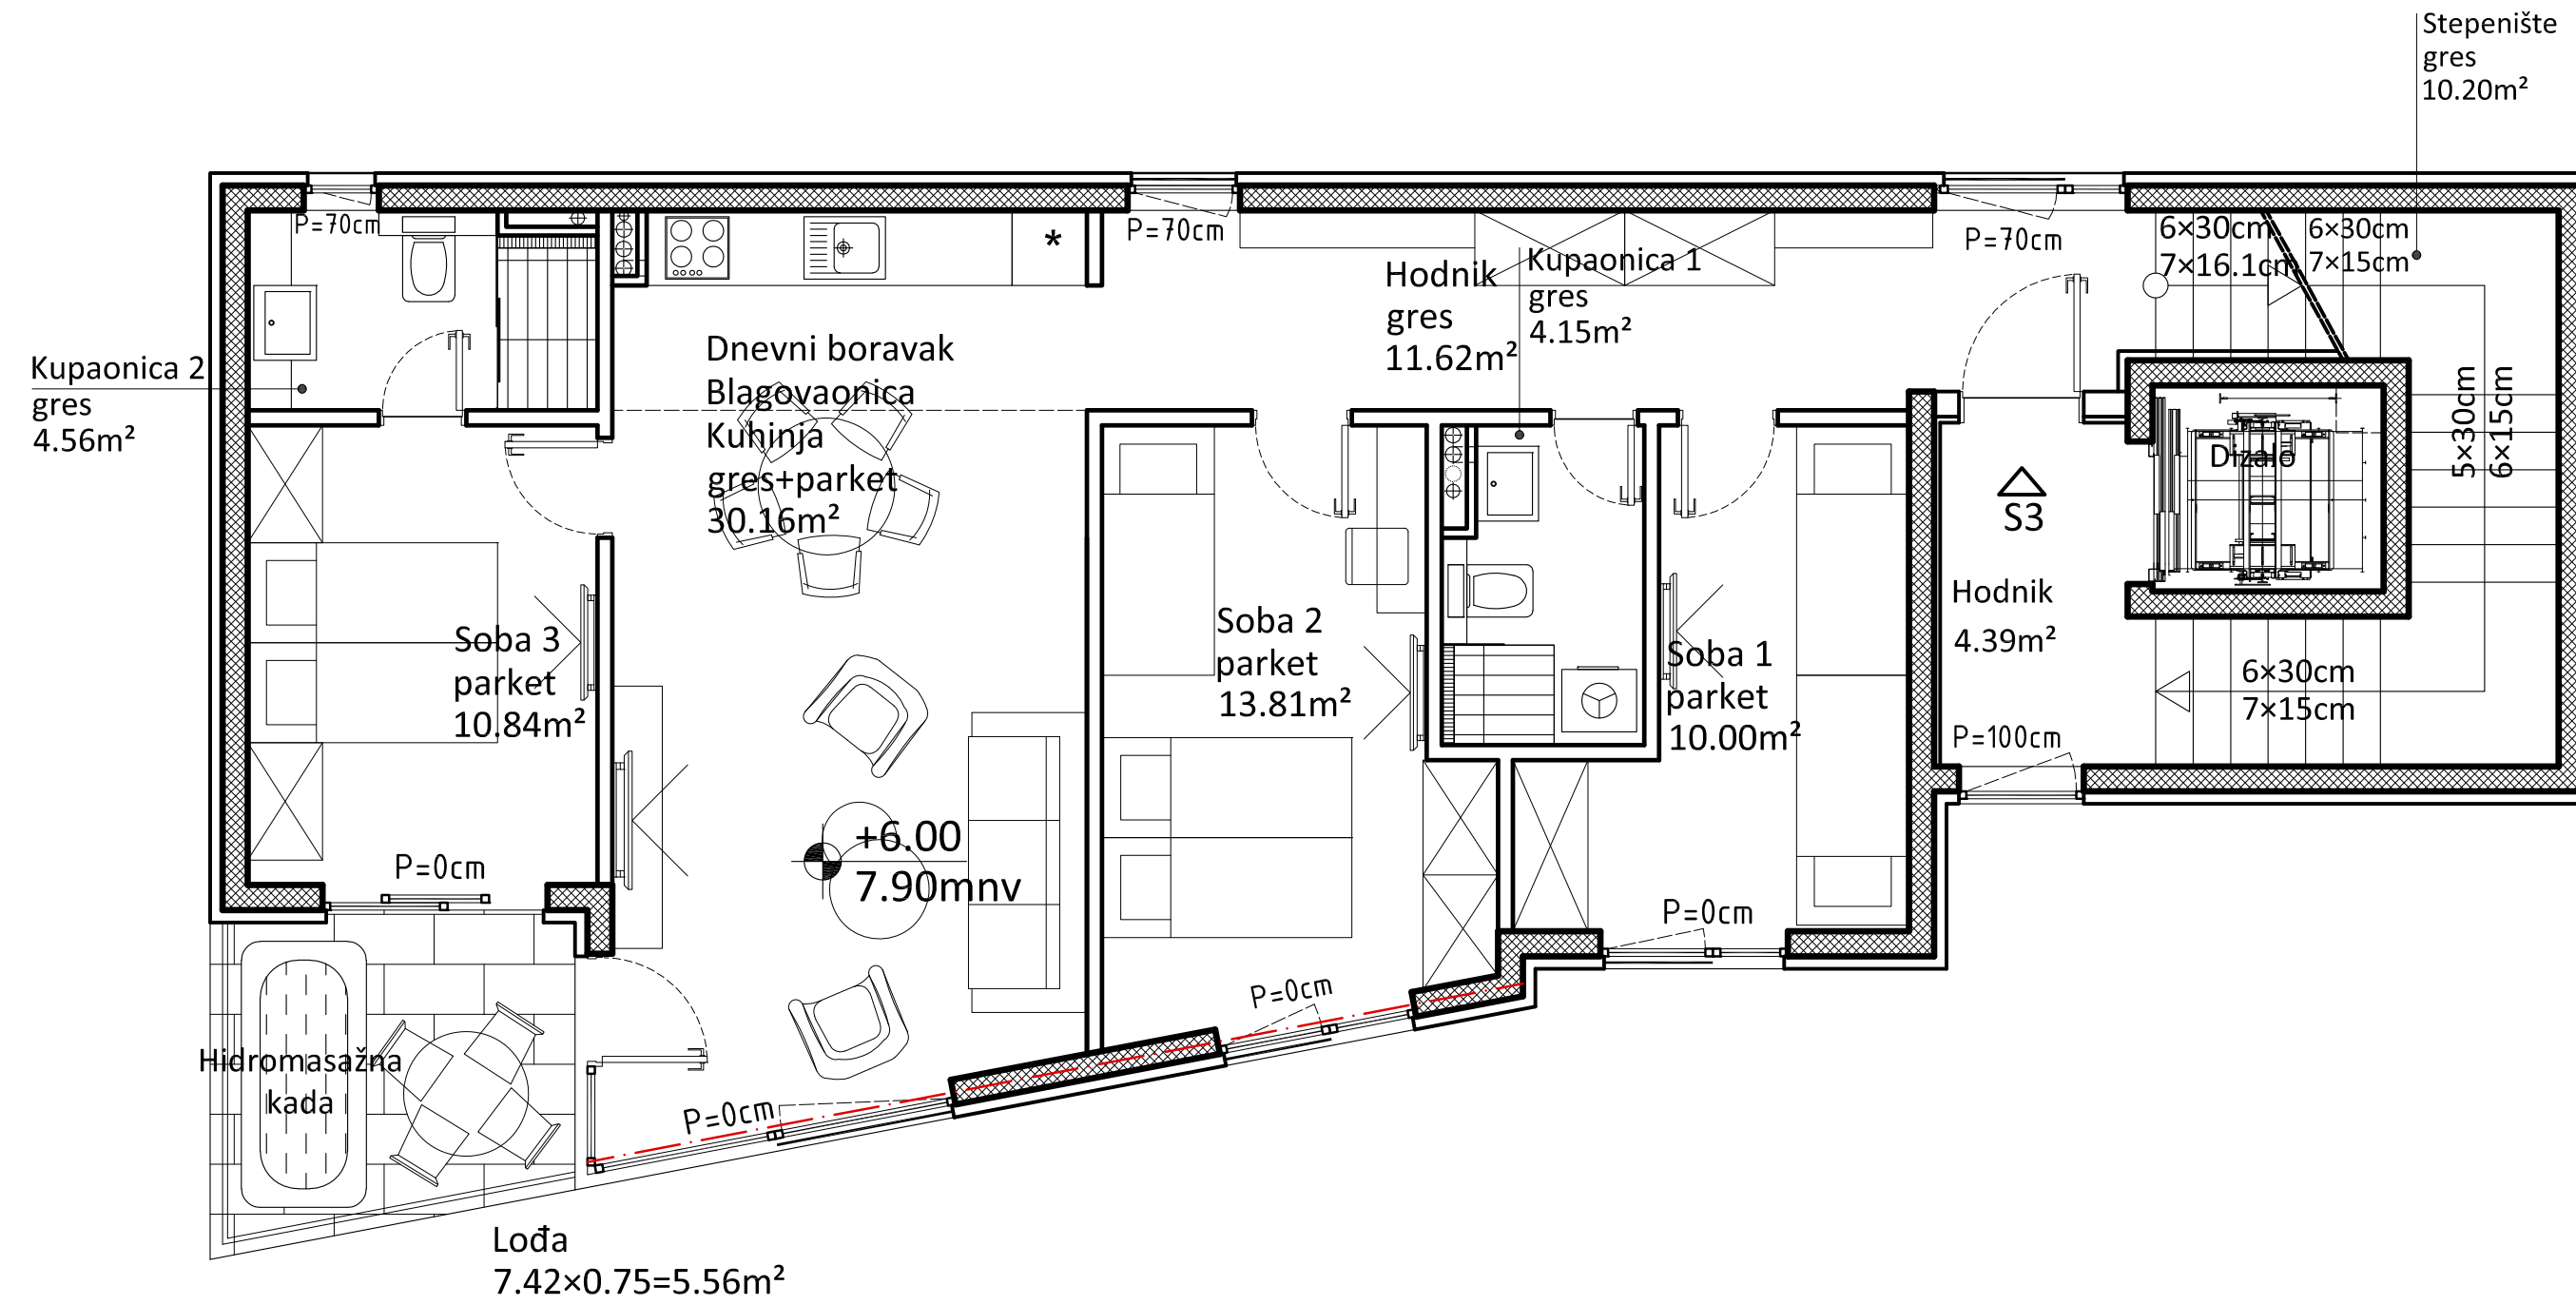 Stepenište
gres
10.20m²
P=70cm
P=70cm
P=70cm
6×30cm
7×16.1cm
6×30cm
7×15cm
*
Hodnik
gres
11.62m²
Kupaonica 1
gres
4.15m²
Kupaonica 2
gres
4.56m²
Dnevni boravak
Blagovaonica
Kuhinja
gres+parket
30.16m²
5×30cm
6×15cm
Dizalo
S3
Hodnik
4.39m²
Soba 3
parket
10.84m²
Soba 2
parket
13.81m²
Soba 1
parket
10.00m²
6×30cm
7×15cm
P=100cm
+6.00
7.90mnv
P=0cm
P=0cm
P=0cm
P=0cm
Hidromasažna
kada
Lođa
7.42×0.75=5.56m²